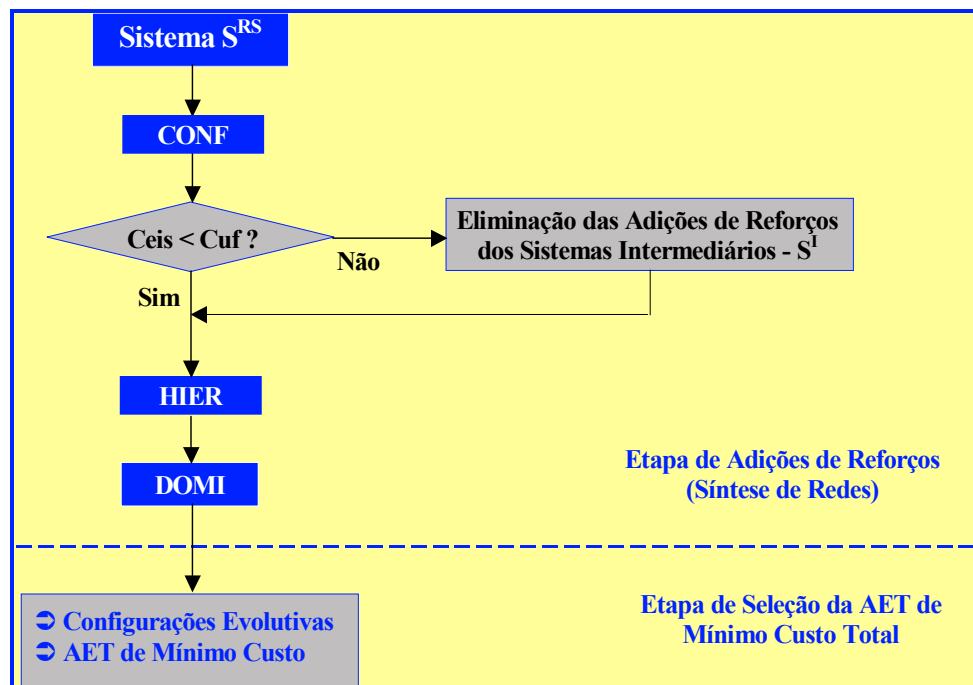 Sistema S^RS
CONF
Ceis < Cuf ?
Não
Eliminação das Adições de Reforços
dos Sistemas Intermediários - S^I
Sim
HIER
DOMI
Etapa de Adições de Reforços
(Síntese de Redes)
➲ Configurações Evolutivas
➲ AET de Mínimo Custo
Etapa de Seleção da AET de
Mínimo Custo Total